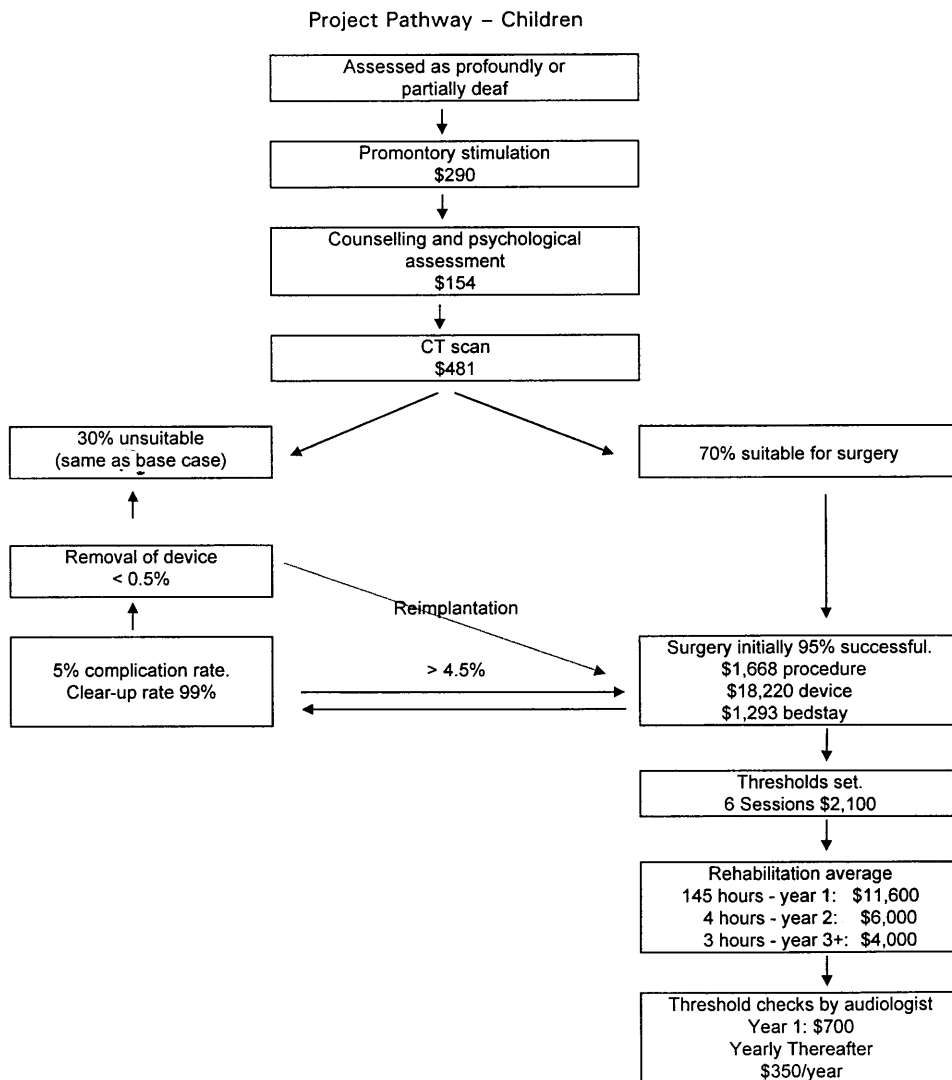 Project Pathway – Children
Assessed as profoundly or
partially deaf
Promontory stimulation
$290
Counselling and psychological
assessment
$154
CT scan
$481
30% unsuitable
(same as base case)
70% suitable for surgery
Removal of device
< 0.5%
Reimplantation
5% complication rate.
Clear-up rate 99%
> 4.5%
Surgery initially 95% successful.
$1,668 procedure
$18,220 device
$1,293 bedstay
Thresholds set.
6 Sessions $2,100
Rehabilitation average
145 hours - year 1: $11,600
4 hours - year 2: $6,000
3 hours - year 3+: $4,000
Threshold checks by audiologist
Year 1: $700
Yearly Thereafter
$350/year